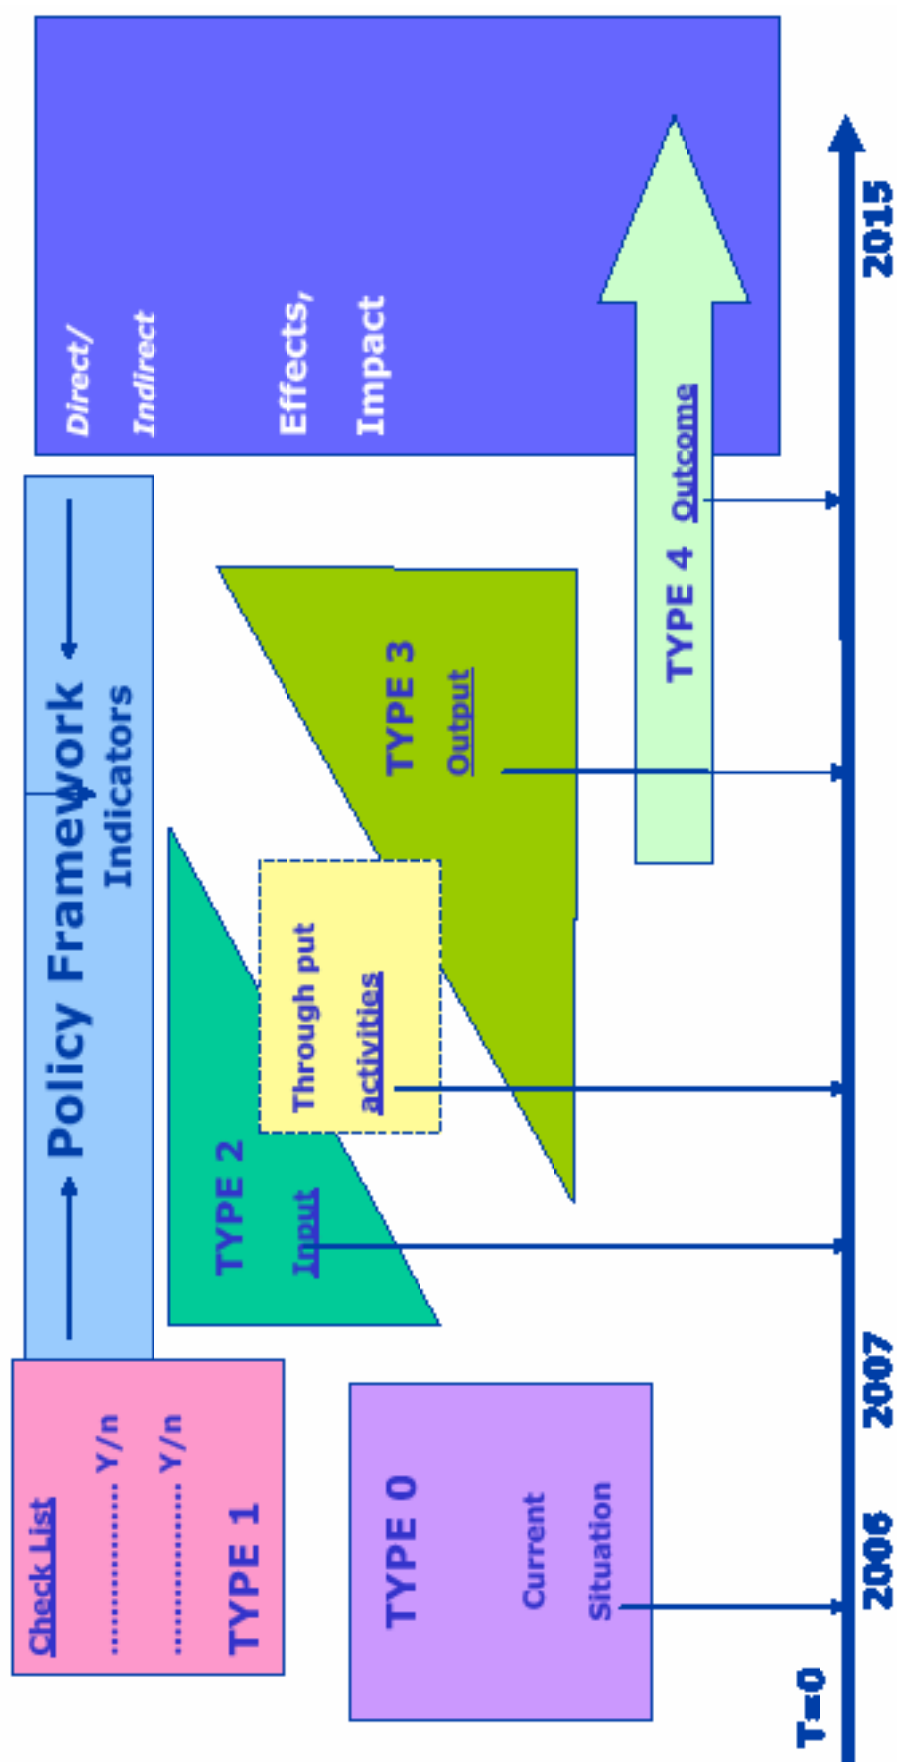 Check List
.................... Y/n
.................... Y/n
TYPE 1
Policy Framework
Indicators
Direct/
Indirect
Effects,
Impact
TYPE 2
Input
Through put
activities
TYPE 3
Output
TYPE 0
Current
Situation
TYPE 4 Outcome
T=0
2006 2007 2015